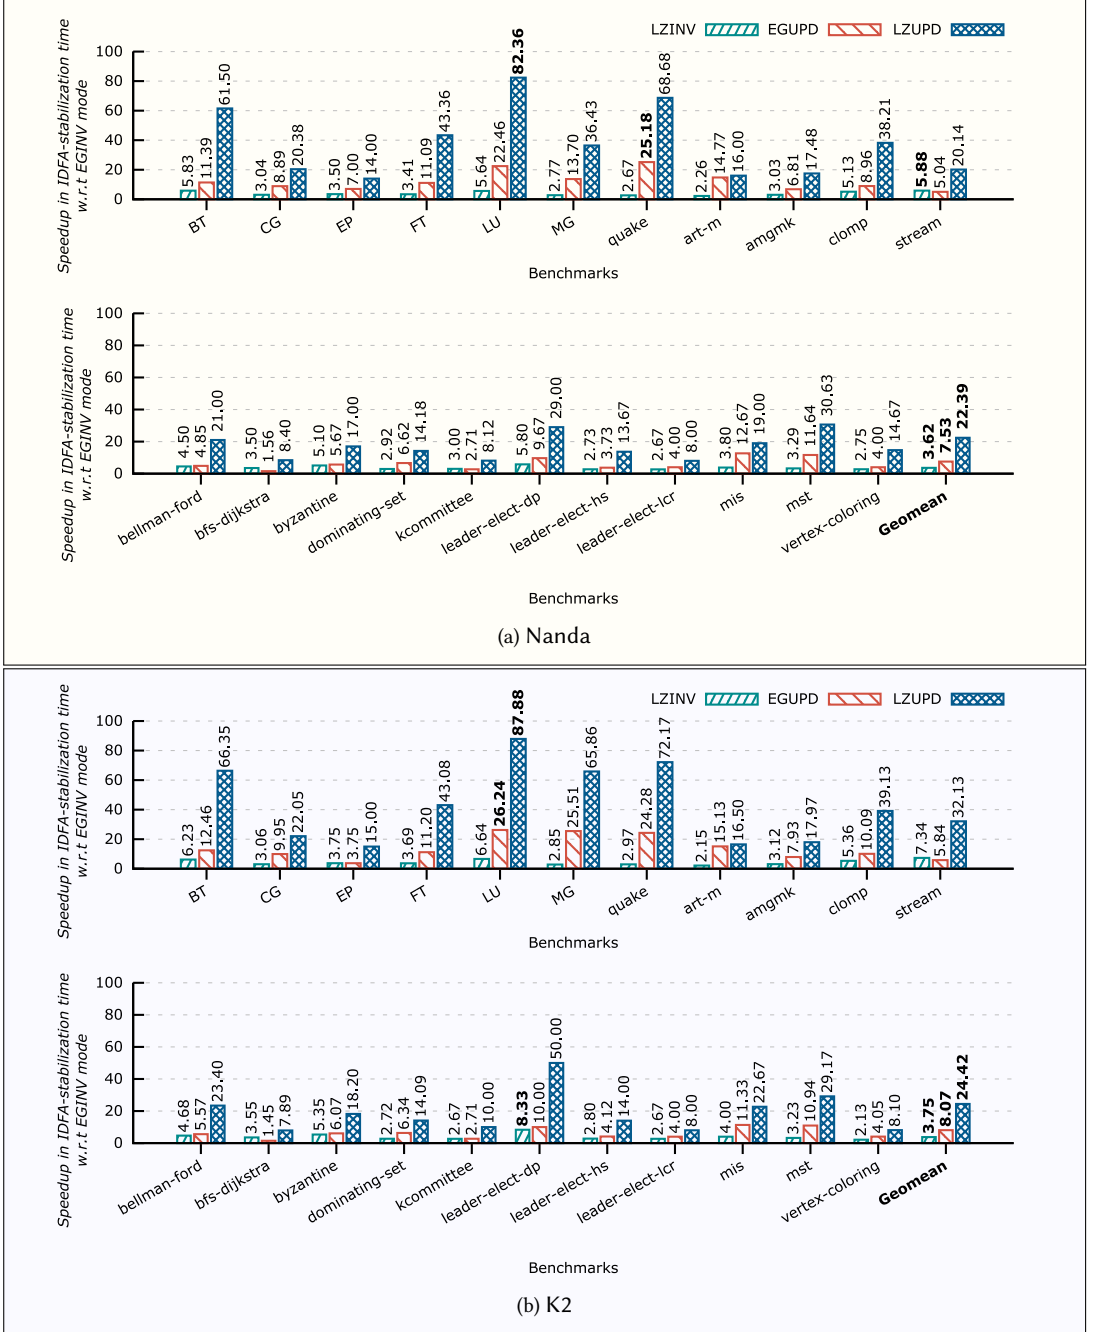 LZINV EGUPD LZUPD
Speedup in IDFA-stabilization time
w.r.t EGINV mode
100
80
60
40
20
0
5.83 11.39 61.50 3.04 8.89 20.38 3.50 7.00 14.00 3.41 11.09 43.36 5.64 22.46 82.36 2.77 13.70 36.43 2.67 25.18 68.68 2.26 14.77 16.00 3.03 6.81 17.48 5.13 8.96 38.21 5.88 5.04 20.14
BT CG EP FT LU MG quake art-m amgmk clomp stream
Benchmarks
Speedup in IDFA-stabilization time
w.r.t EGINV mode
100
80
60
40
20
0
4.50 4.85 21.00 3.50 1.56 8.40 5.10 5.67 17.00 2.92 6.62 14.18 3.00 2.71 8.12 5.80 9.67 29.00 2.73 3.73 13.67 2.67 4.00 8.00 3.80 12.67 19.00 3.29 11.64 30.63 2.75 4.00 14.67 3.62 7.53 22.39
bellman-ford bfs-dijkstra byzantine dominating-set kcommittee leader-elect-dp leader-elect-hs leader-elect-lcr mis mst vertex-coloring Geomean
Benchmarks
(a) Nanda
LZINV EGUPD LZUPD
Speedup in IDFA-stabilization time
w.r.t EGINV mode
100
80
60
40
20
0
6.23 12.46 66.35 3.06 9.95 22.05 3.75 3.75 15.00 3.69 11.20 43.08 6.64 26.24 87.88 2.85 25.51 65.86 2.97 24.28 72.17 2.15 15.13 16.50 3.12 7.93 17.97 5.36 10.09 39.13 7.34 5.84 32.13
BT CG EP FT LU MG quake art-m amgmk clomp stream
Benchmarks
Speedup in IDFA-stabilization time
w.r.t EGINV mode
100
80
60
40
20
0
4.68 5.57 23.40 3.55 1.45 7.89 5.35 6.07 18.20 2.72 6.34 14.09 2.67 2.71 10.00 8.33 10.00 50.00 2.80 4.12 14.00 2.67 4.00 8.00 4.00 11.33 22.67 3.23 10.94 29.17 2.13 4.05 8.10 3.75 8.07 24.42
bellman-ford bfs-dijkstra byzantine dominating-set kcommittee leader-elect-dp leader-elect-hs leader-elect-lcr mis mst vertex-coloring Geomean
Benchmarks
(b) K2